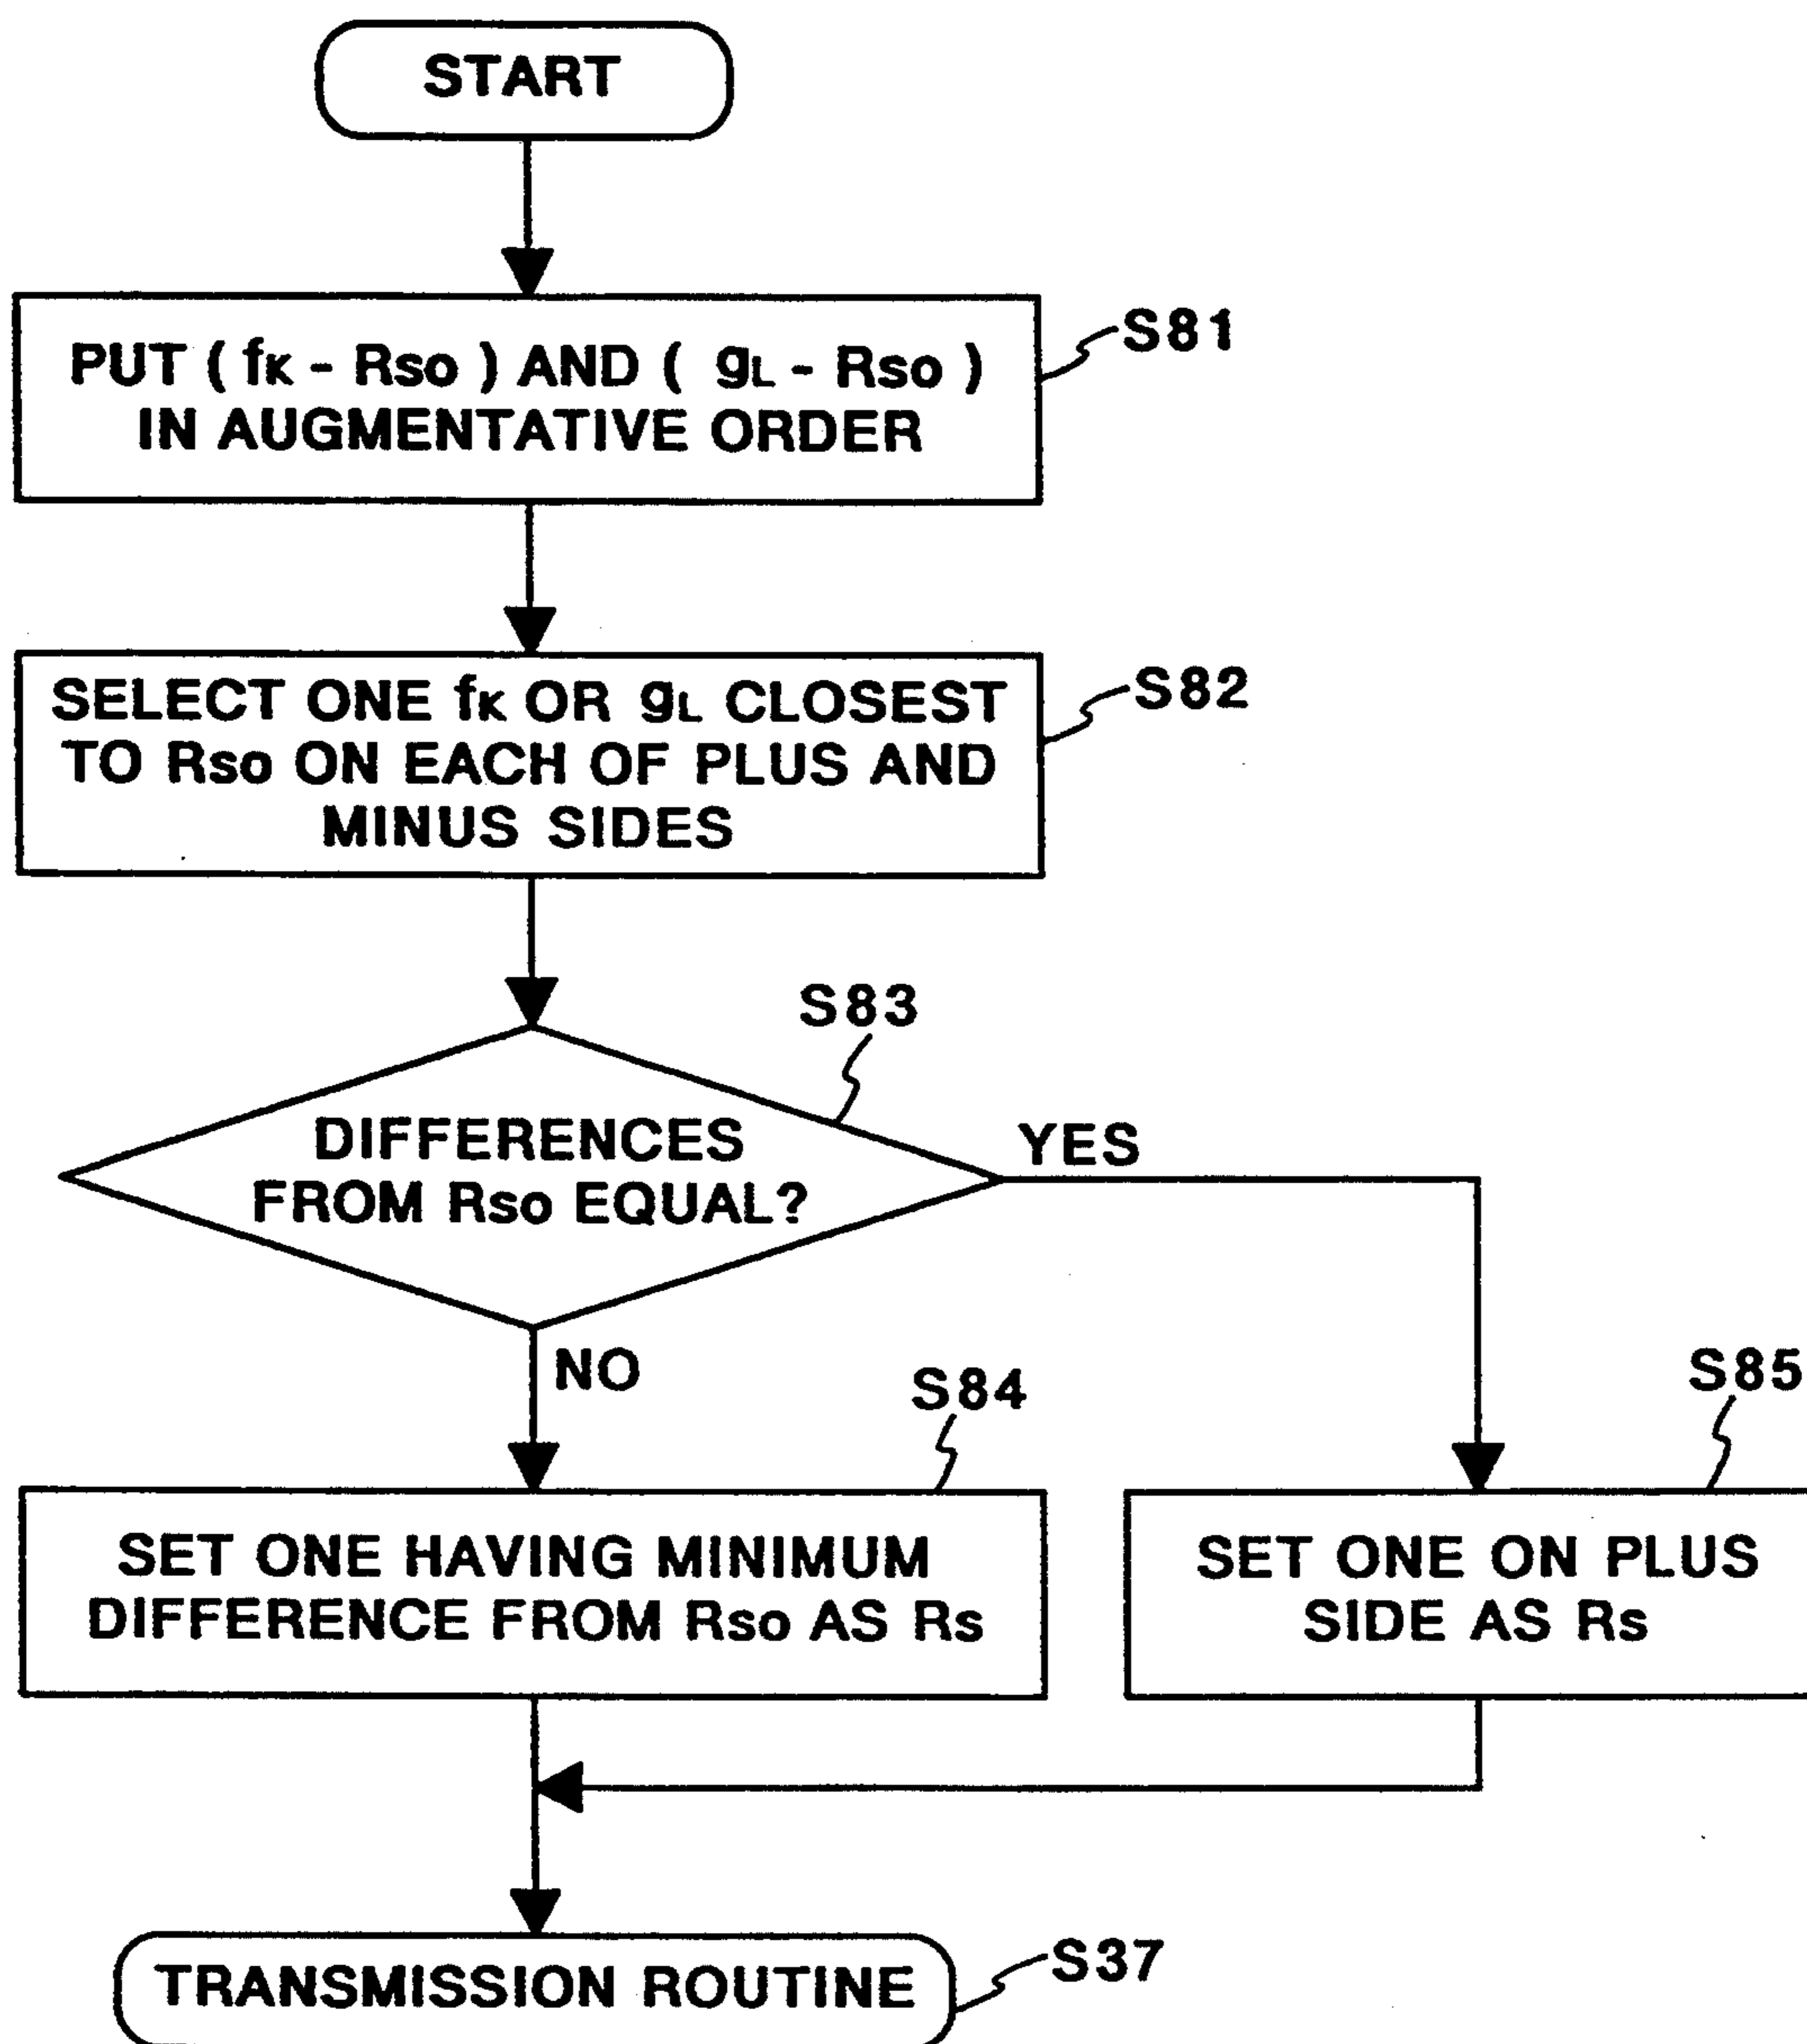 START
PUT ( fK - Rso ) AND ( gL - Rso )
IN AUGMENTATIVE ORDER
S81
SELECT ONE fK OR gL CLOSEST
TO Rso ON EACH OF PLUS AND
MINUS SIDES
S82
S83
DIFFERENCES
FROM Rso EQUAL?
YES
NO
S84
S85
SET ONE HAVING MINIMUM
DIFFERENCE FROM Rso AS Rs
SET ONE ON PLUS
SIDE AS Rs
TRANSMISSION ROUTINE
S37